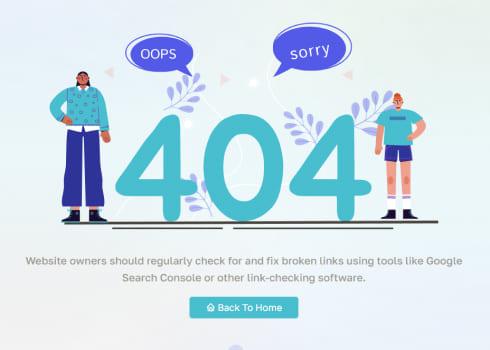 OOPS
sorry
404
Website owners should regularly check for and fix broken links using tools like Google
Search Console or other link-checking software.
Back To Home